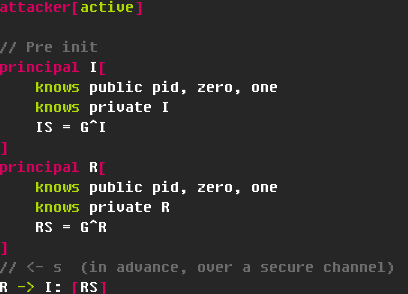 attacker[active]
// Pre init
principal I[
knows public pid, zero, one
knows private I
IS = G^I
]
principal R[
knows public pid, zero, one
knows private R
RS = G^R
]
// <- s (in advance, over a secure channel)
R -> I: [RS]